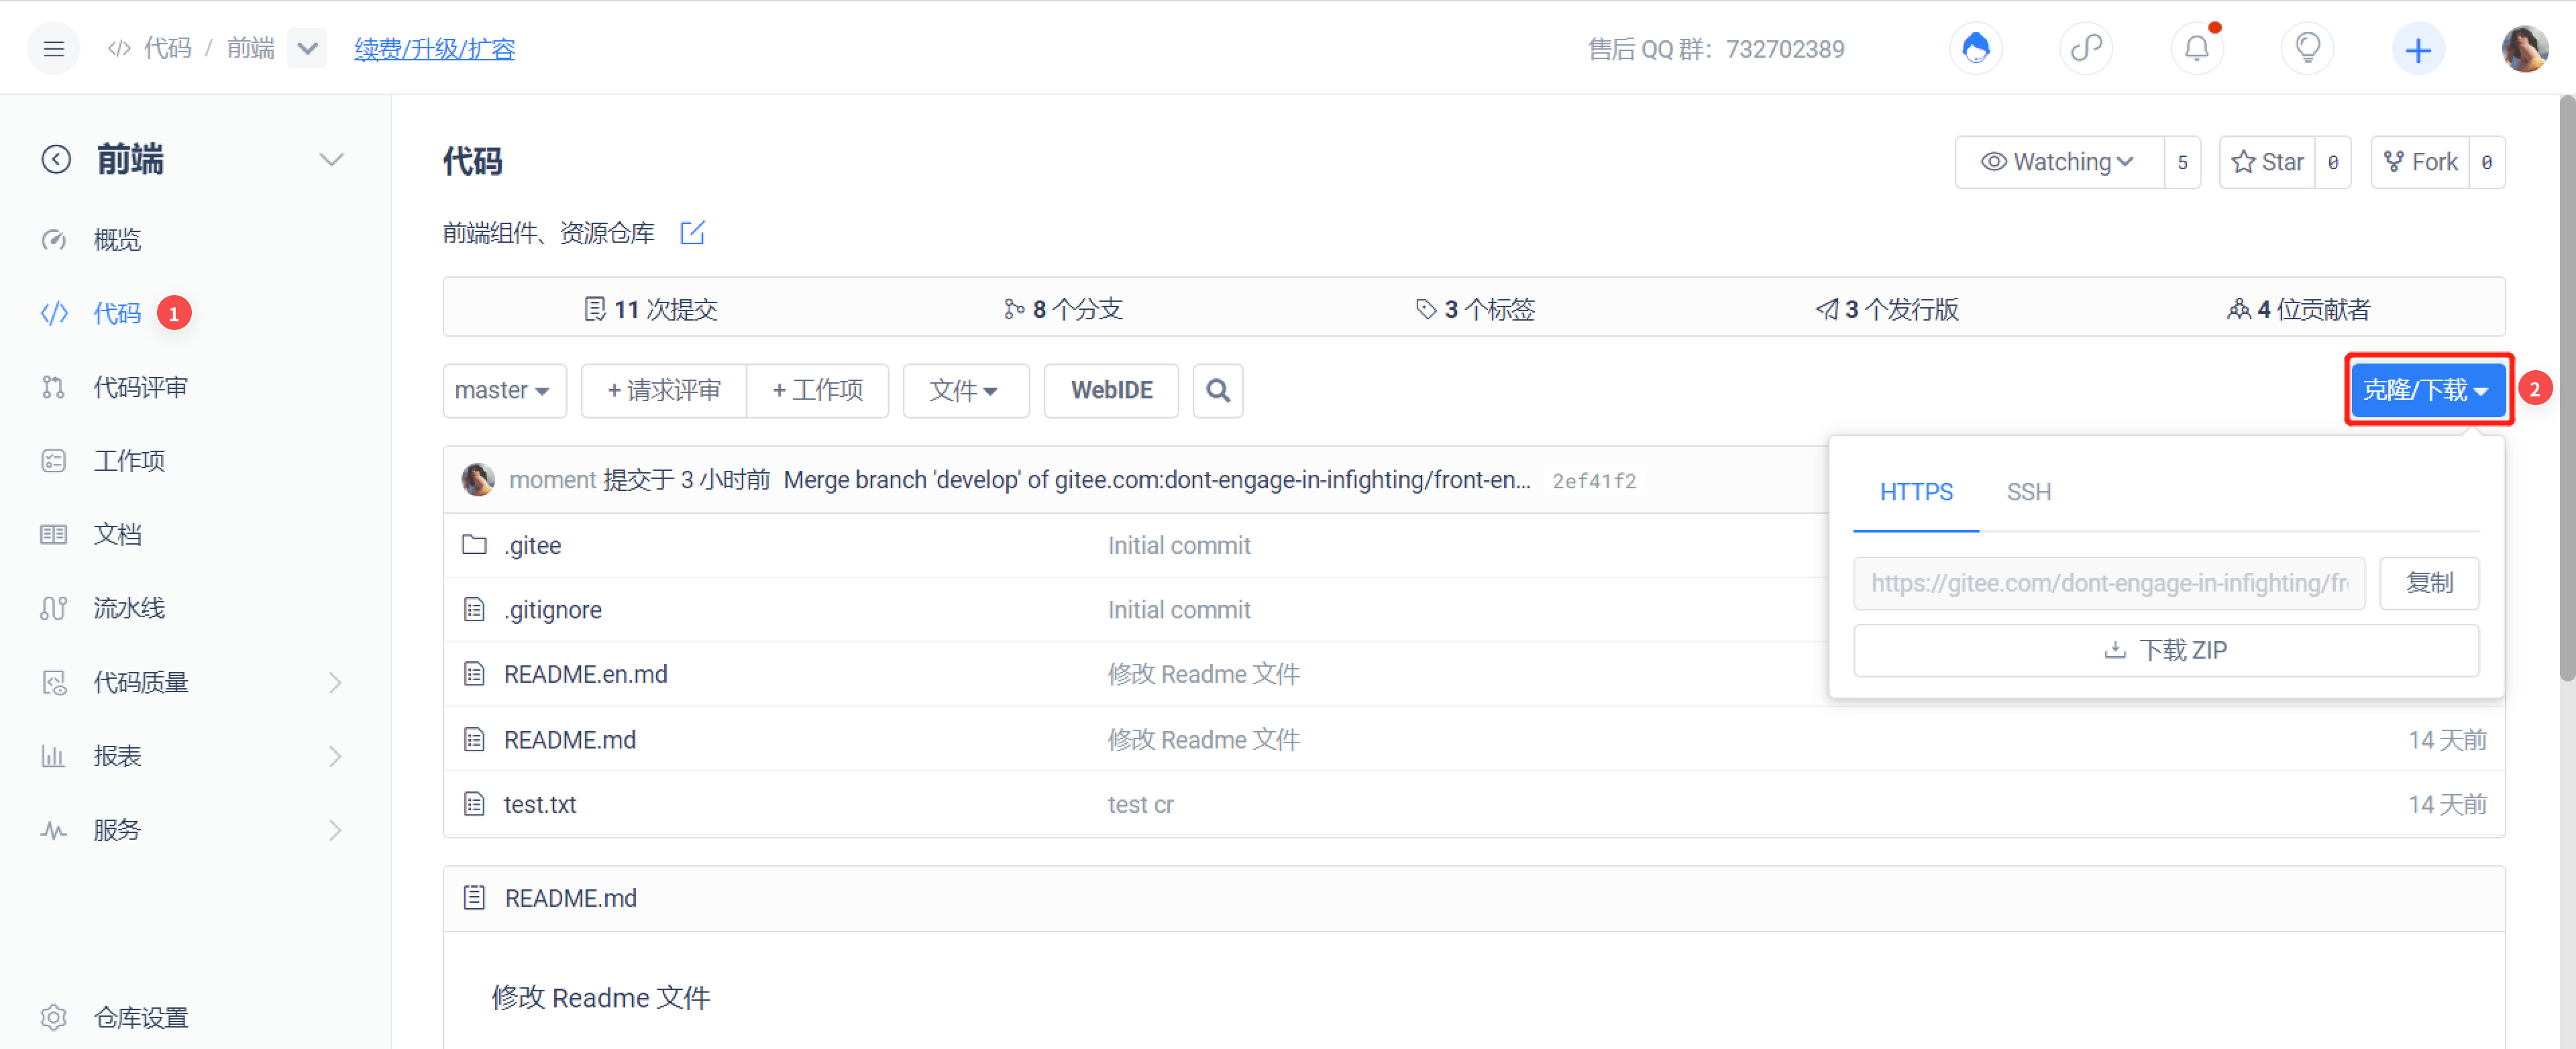 代码 / 前端 续费/升级/扩容 售后 QQ 群：732702389
前端
概览
代码 1
代码评审
工作项
文档
流水线
代码质量
报表
服务
仓库设置
代码
Watching 5 Star 0 Fork 0
前端组件、资源仓库
11 次提交 8 个分支 3 个标签 3 个发行版 4 位贡献者
master + 请求评审 + 工作项 文件 WebIDE 克隆/下载 2
moment 提交于 3 小时前 Merge branch 'develop' of gitee.com:dont-engage-in-infighting/front-en... 2ef41f2
HTTPS SSH
https://gitee.com/dont-engage-in-infighting/fr 复制
下载 ZIP
.gitee Initial commit
.gitignore Initial commit
README.en.md 修改 Readme 文件
README.md 修改 Readme 文件 14 天前
test.txt test cr 14 天前
README.md
修改 Readme 文件